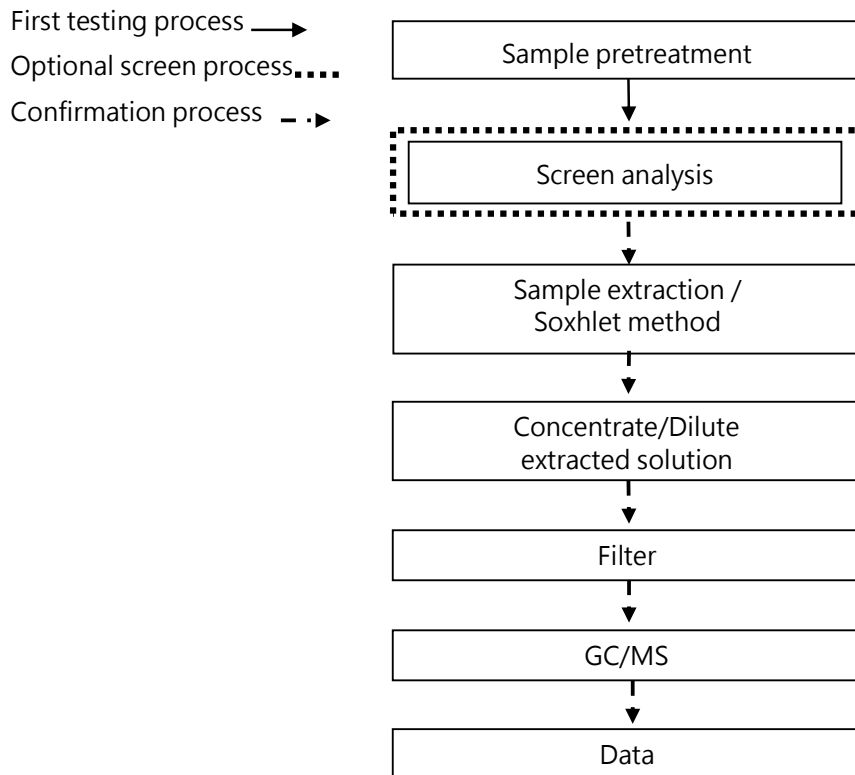 First testing process
Optional screen process
Confirmation process
Sample pretreatment
Screen analysis
Sample extraction /
Soxhlet method
Concentrate/Dilute
extracted solution
Filter
GC/MS
Data